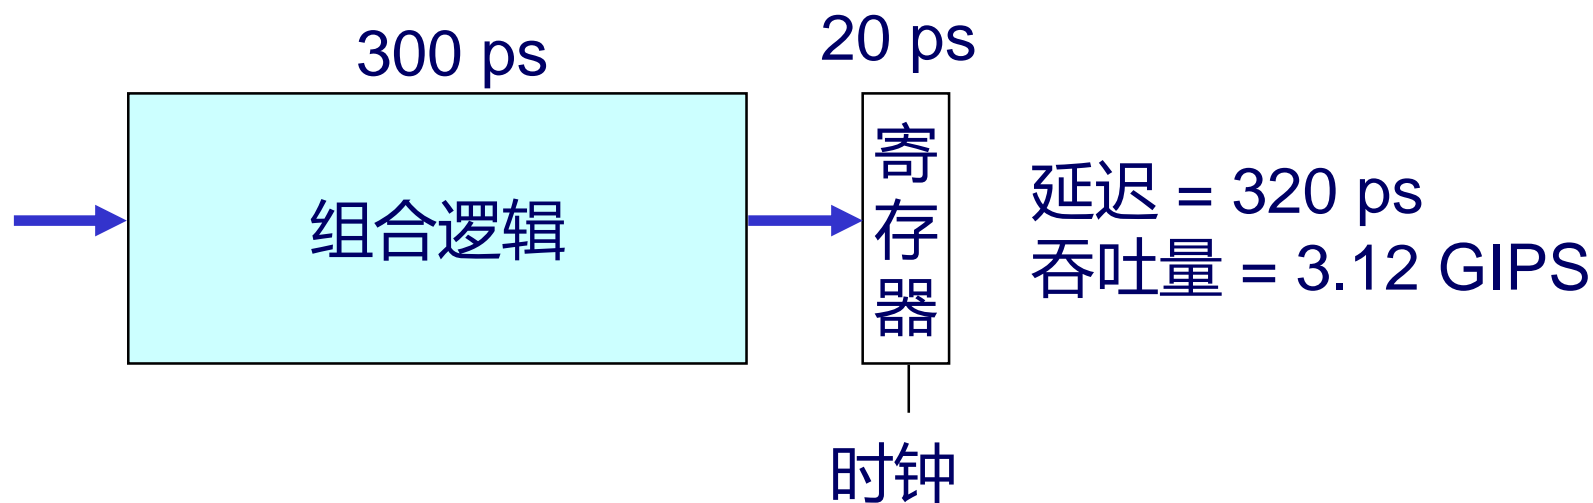 300 ps
20 ps
组合逻辑
寄存器
延迟 = 320 ps
吞吐量 = 3.12 GIPS
时钟